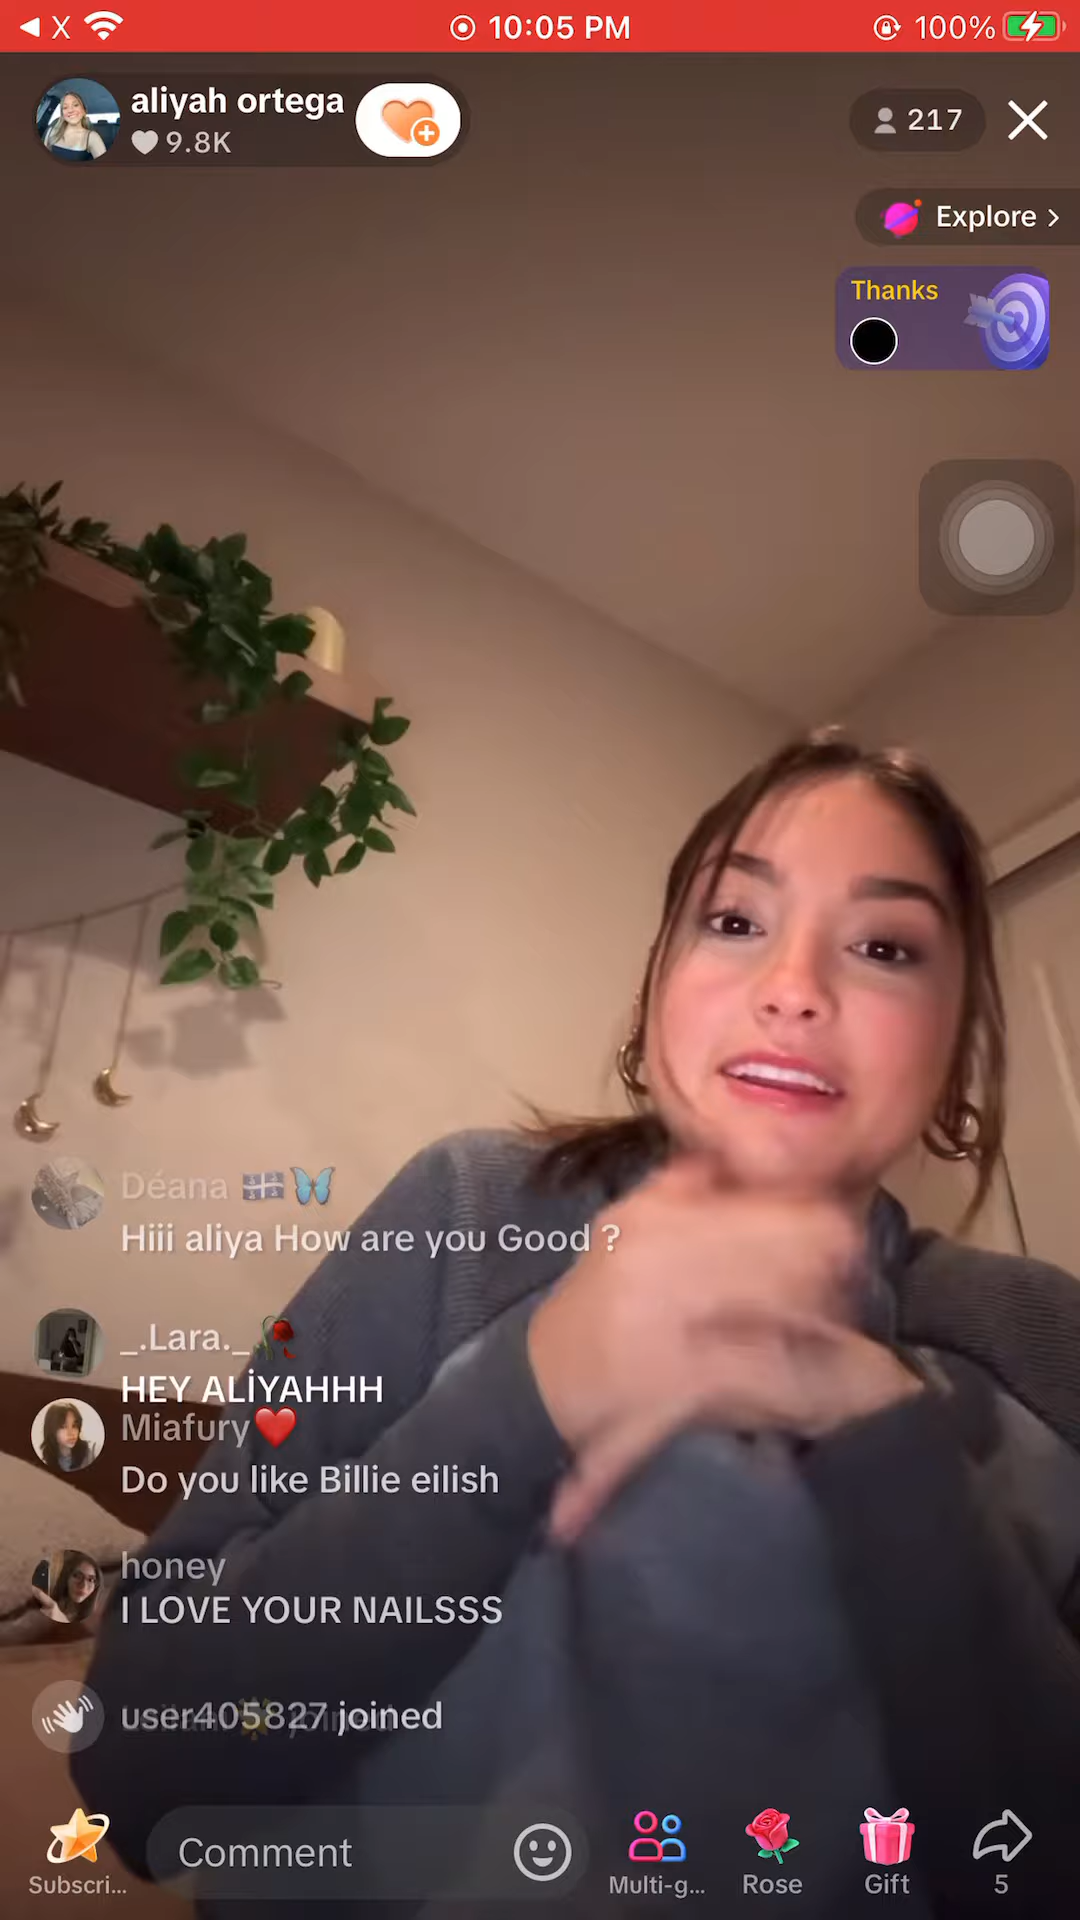 X
10:05 PM
100%
aliyah ortega
9.8K
217
Explore
Thanks
Déana
Hiii aliya How are you Good ?
_.Lara._
HEY ALİYAHHH
Miafury
Do you like Billie eilish
honey
I LOVE YOUR NAILSSS
user405827 joined
Comment
Subscri...
Multi-g...
Rose
Gift
5